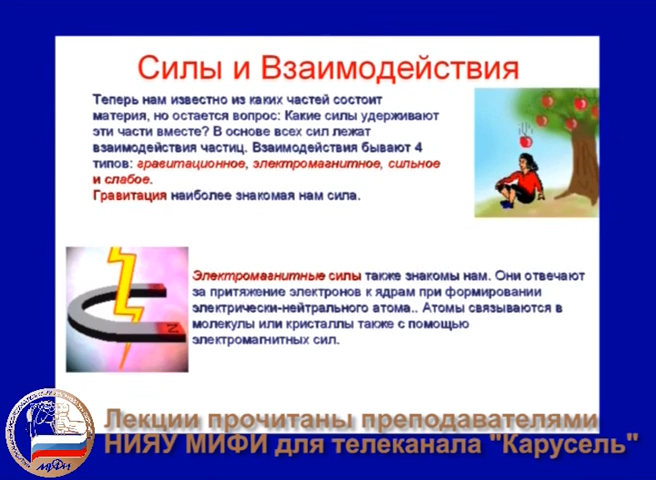 Силы и Взаимодействия
Теперь нам известно из каких частей состоит
материя, но остается вопрос: Какие силы удерживают
эти части вместе? В основе всех сил лежат
взаимодействия частиц. Взаимодействия бывают 4
типов: гравитационное, электромагнитное, сильное
и слабое.
Гравитация наиболее знакомая нам сила.
Электромагнитные силы также знакомы нам. Они отвечают
за притяжение электронов к ядрам при формировании
электрически-нейтрального атома.. Атомы связываются в
молекулы или кристаллы также с помощью
электромагнитных сил.
N
Лекции прочитаны преподавателями
НИЯУ МИФИ для телеканала "Карусель"
МИФИ